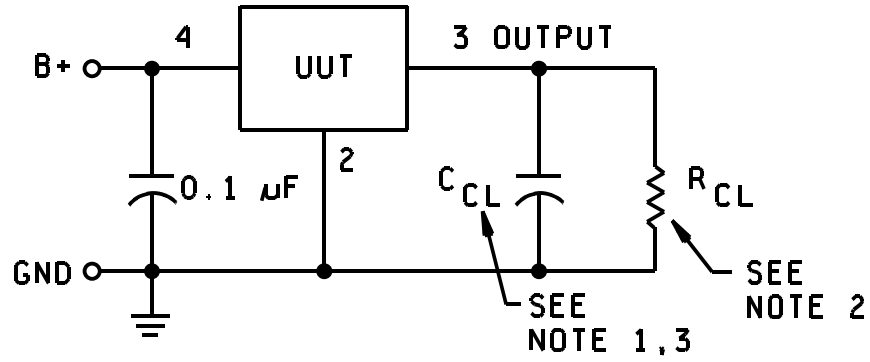 4
3 OUTPUT
B+
UUT
2
0.1 µF
C CL
R CL
GND
SEE
NOTE 1,3
SEE
NOTE 2